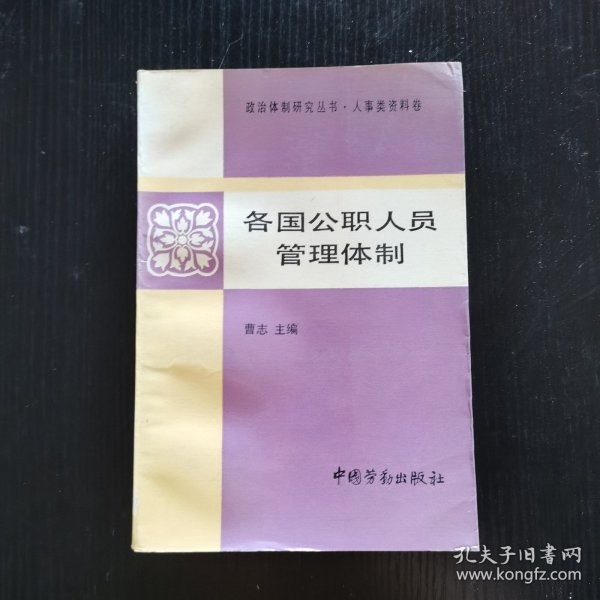 政治体制研究丛书·人事类资料卷
各国公职人员
管理体制
曹志 主编
中國劳动出版社
孔夫子旧書网
www.kongfz.com